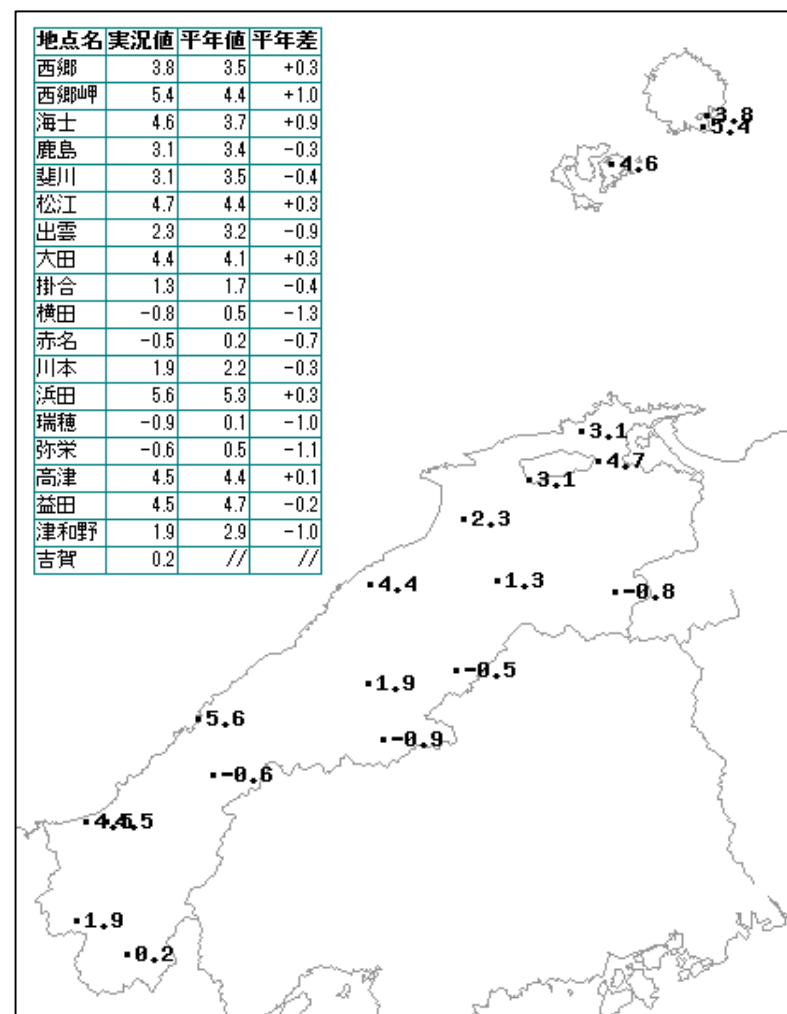 地点名 実況値 平年値 平年差
西郷 3.8 3.5 +0.3
西郷岬 5.4 4.4 +1.0
海士 4.6 3.7 +0.9
鹿島 3.1 3.4 -0.3
斐川 3.1 3.5 -0.4
松江 4.7 4.4 +0.3
出雲 2.3 3.2 -0.9
大田 4.4 4.1 +0.3
掛合 1.3 1.7 -0.4
横田 -0.8 0.5 -1.3
赤名 -0.5 0.2 -0.7
川本 1.9 2.2 -0.3
浜田 5.6 5.3 +0.3
瑞穂 -0.9 0.1 -1.0
弥栄 -0.6 0.5 -1.1
高津 4.5 4.4 +0.1
益田 4.5 4.7 -0.2
津和野 1.9 2.9 -1.0
吉賀 0.2 // //
3.8
5.4
4.6
3.1
4.7
3.1
2.3
4.4
1.3
-0.8
-0.5
1.9
5.6
-0.9
-0.6
4.5
1.9
0.2